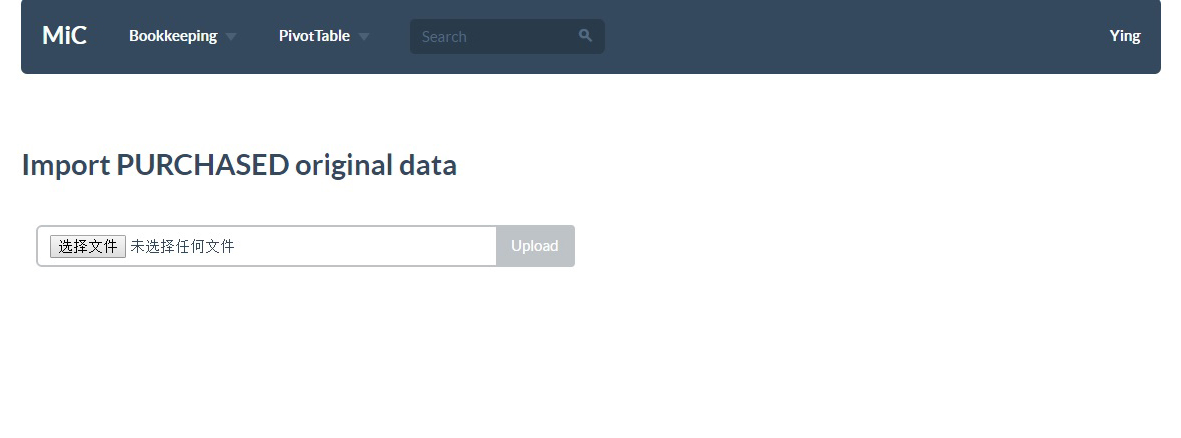 MiC Bookkeeping PivotTable Search Ying
Import PURCHASED original data
选择文件 未选择任何文件 Upload